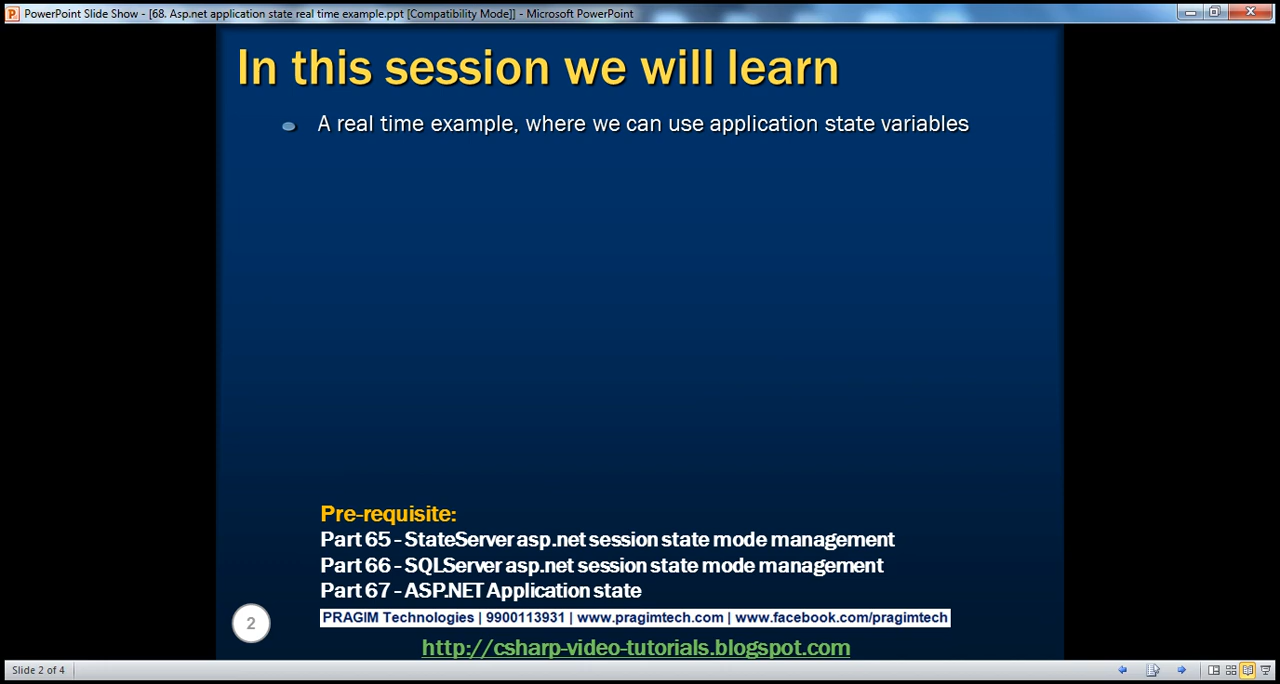 PowerPoint Slide Show - [68. Asp.net application state real time example.ppt [Compatibility Mode]] - Microsoft PowerPoint
In this session we will learn
A real time example, where we can use application state variables
Pre-requisite:
Part 65 - StateServer asp.net session state mode management
Part 66 - SQLServer asp.net session state mode management
Part 67 - ASP.NET Application state
PRAGIM Technologies | 9900113931 | www.pragimtech.com | www.facebook.com/pragimtech
2
http://csharp-video-tutorials.blogspot.com
Slide 2 of 4